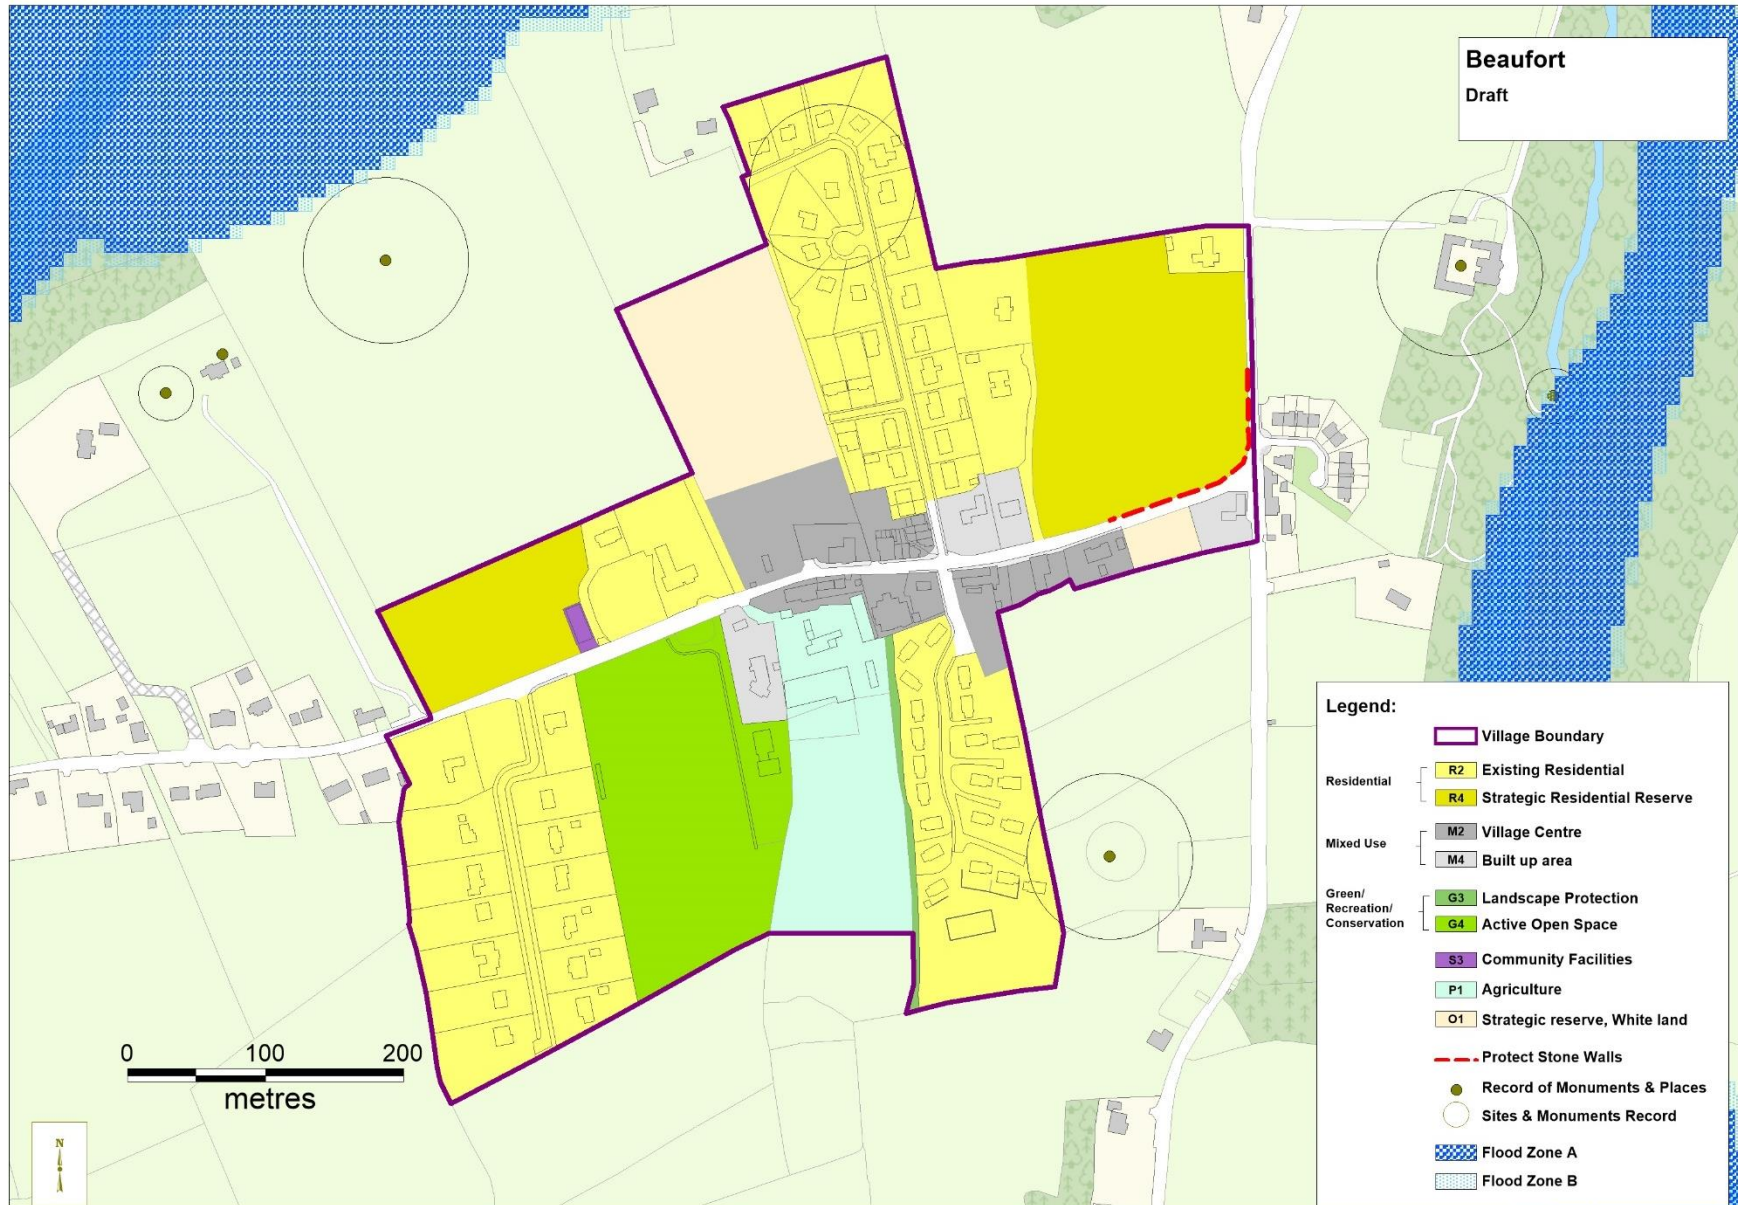 Beaufort
Draft
Legend:
Village Boundary
Residential
R2 Existing Residential
R4 Strategic Residential Reserve
Mixed Use
M2 Village Centre
M4 Built up area
Green/
Recreation/
Conservation
G3 Landscape Protection
G4 Active Open Space
S3 Community Facilities
P1 Agriculture
O1 Strategic reserve, White land
Protect Stone Walls
Record of Monuments & Places
Sites & Monuments Record
Flood Zone A
Flood Zone B
0 100 200
metres
N